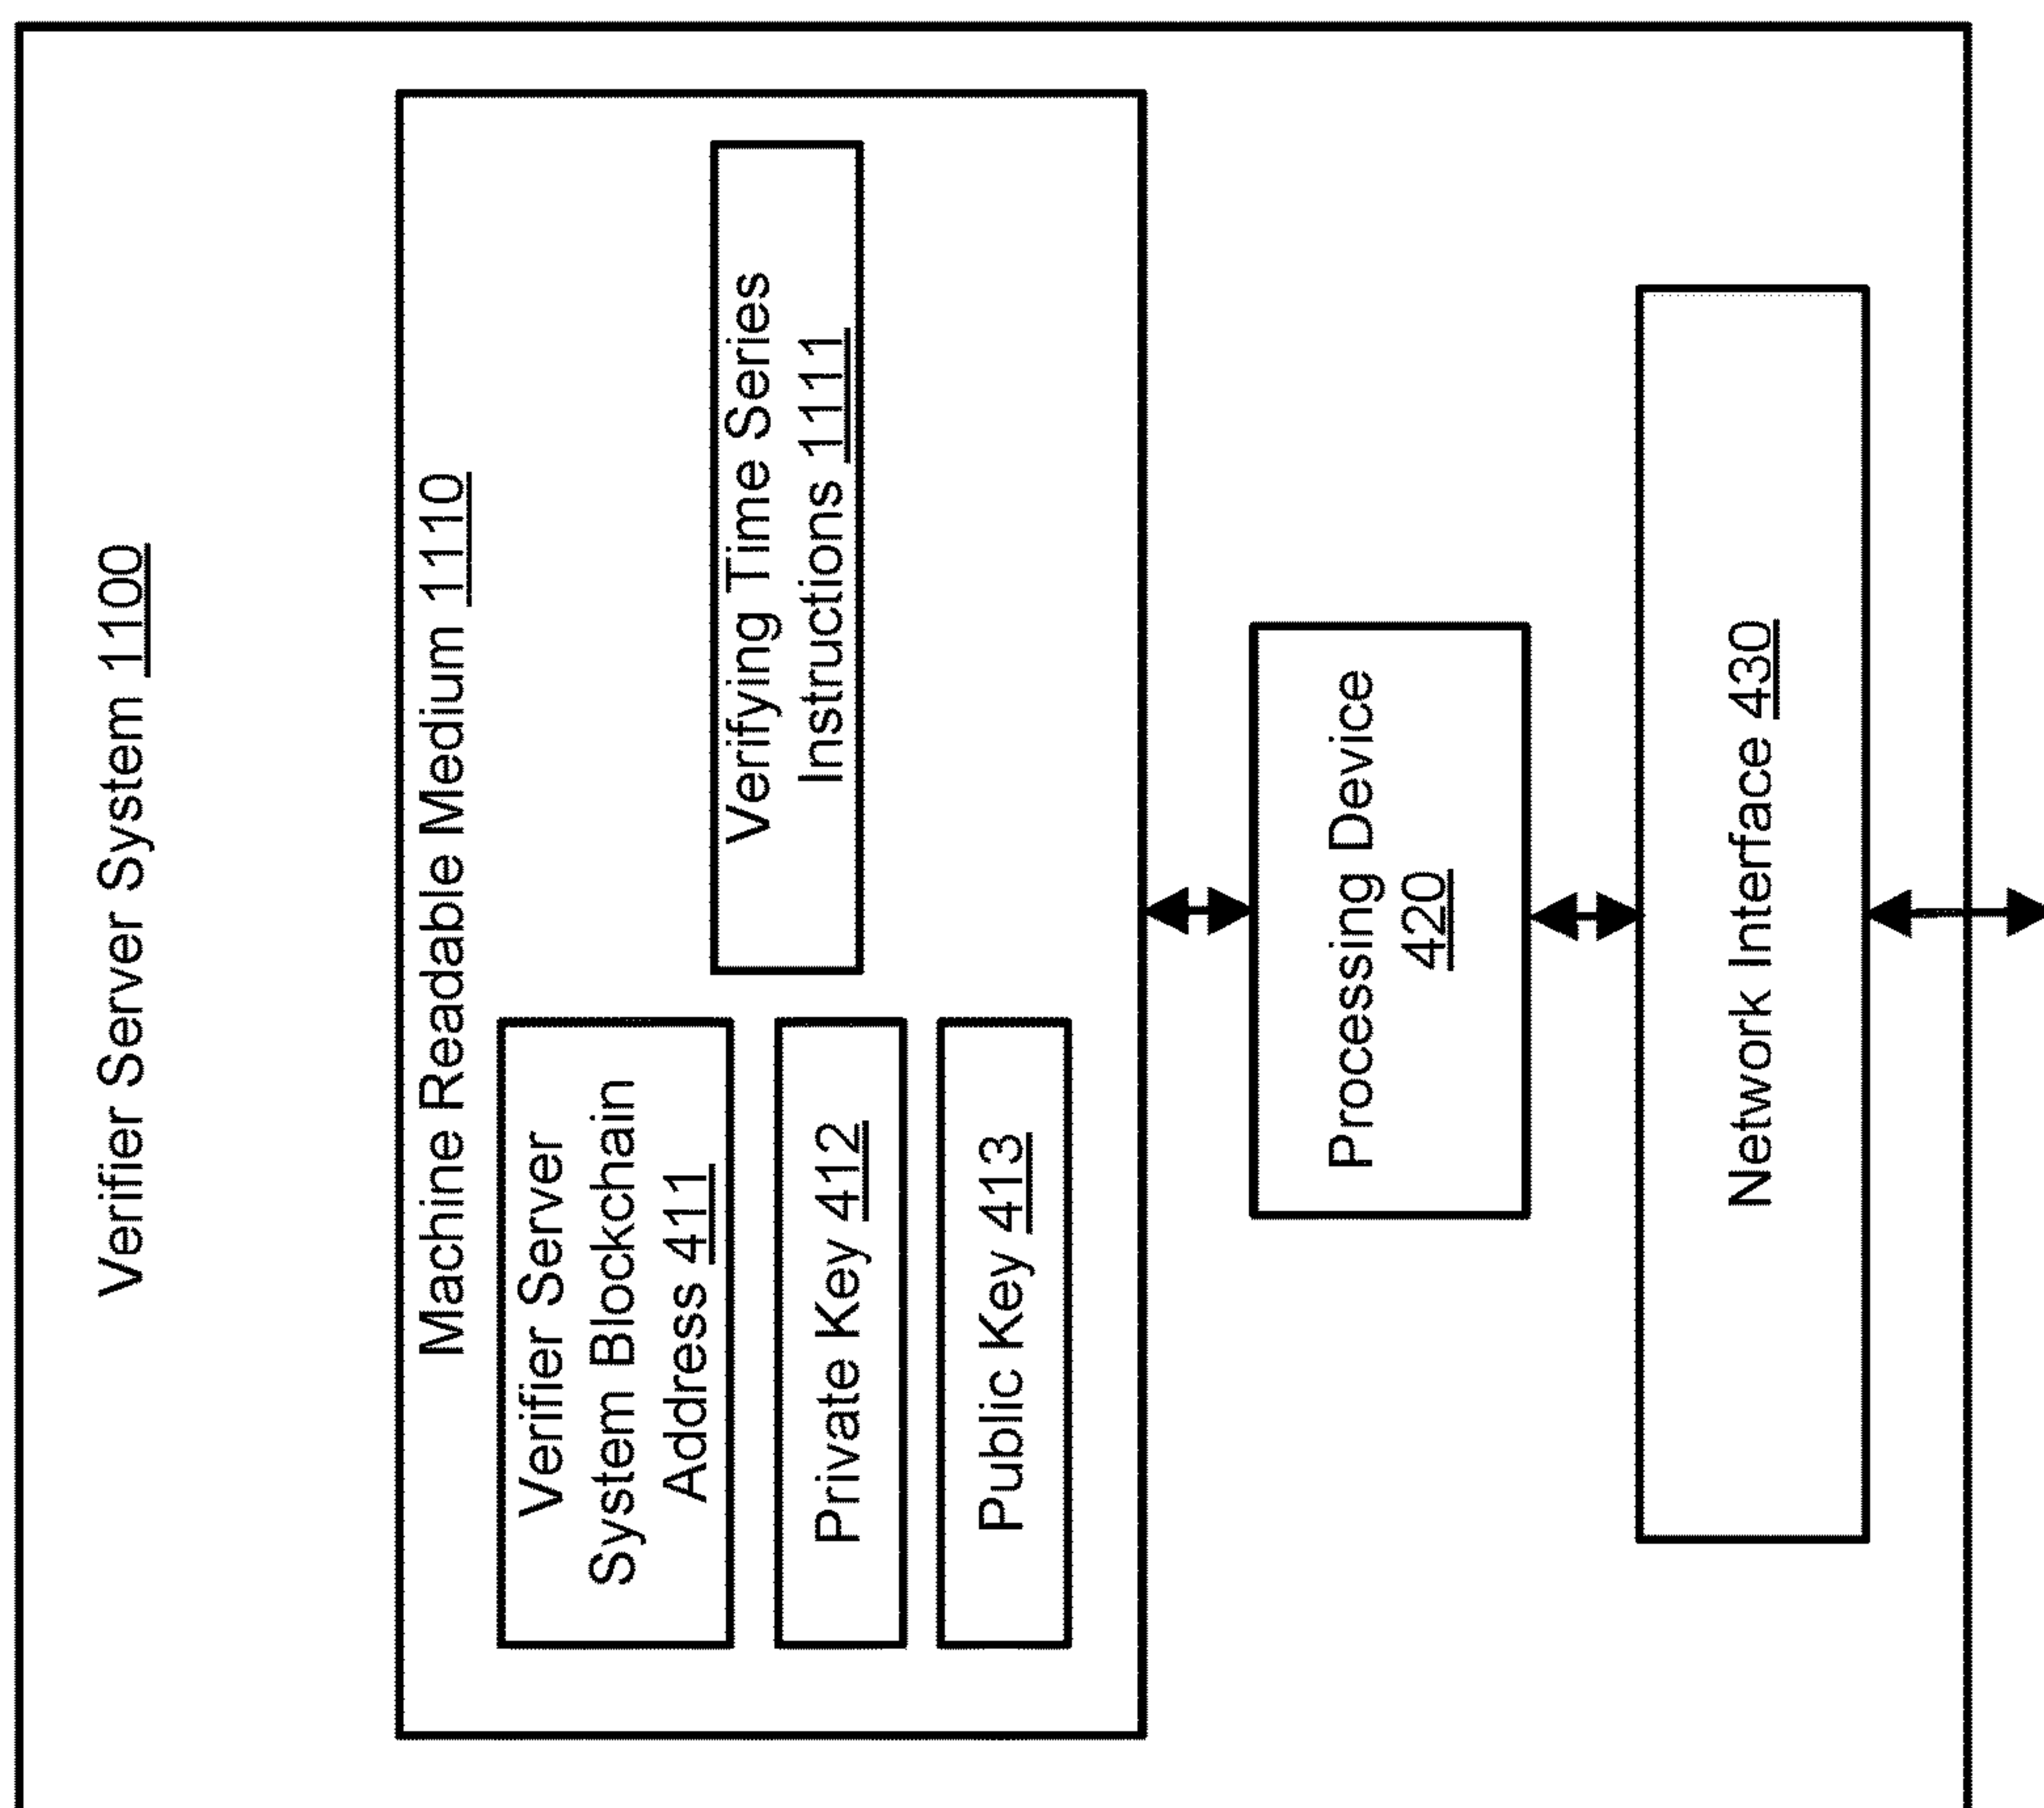 Verifier Server System 1100
Machine Readable Medium 1110
Verifier Server
System Blockchain
Address 411
Private Key 412
Public Key 413
Verifying Time Series
Instructions 1111
Processing Device
420
Network Interface 430